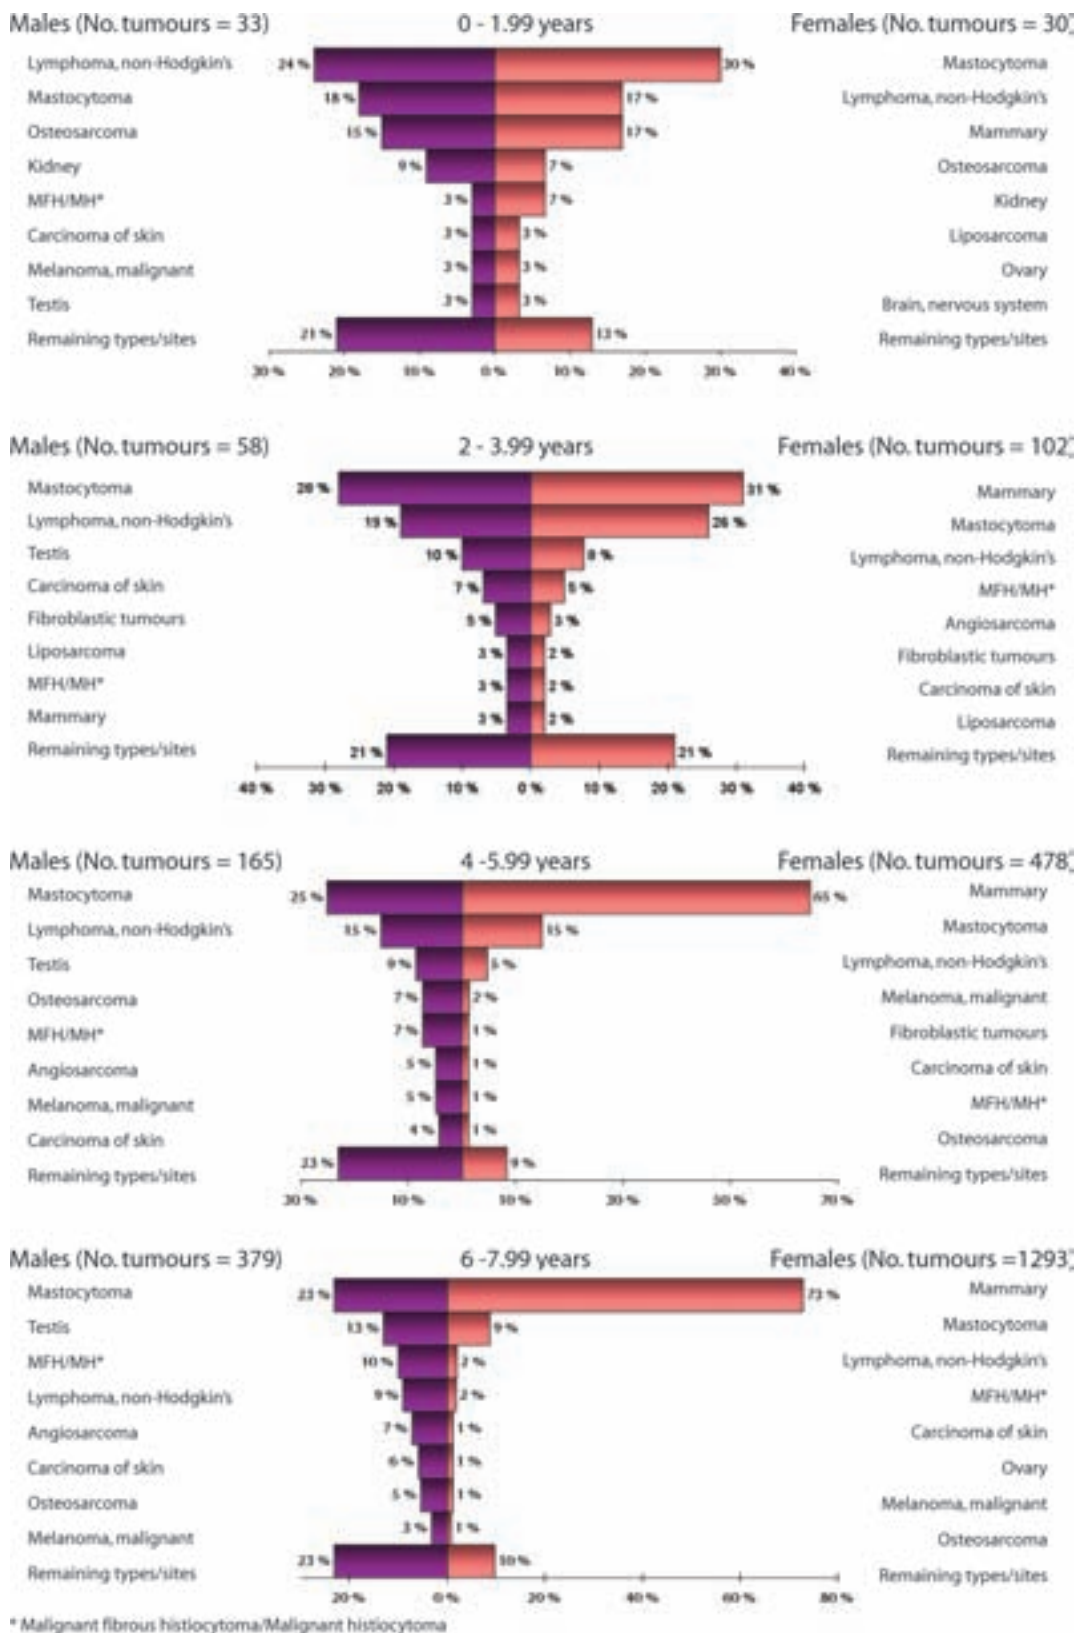 Males (No. tumours = 33) 0 - 1.99 years Females (No. tumours = 30)
Lymphoma, non-Hodgkin's 24 % 30 % Mastocytoma
Mastocytoma 18 % 17 % Lymphoma, non-Hodgkin's
Osteosarcoma 15 % 17 % Mammary
Kidney 9 % 7 % Osteosarcoma
MFH/MH* 3 % 7 % Kidney
Carcinoma of skin 3 % 3 % Liposarcoma
Melanoma, malignant 3 % 3 % Ovary
Testis 3 % 3 % Brain, nervous system
Remaining types/sites 21 % 13 % Remaining types/sites
30 % 20 % 10 % 0 % 10 % 20 % 30 % 40 %
Males (No. tumours = 58) 2 - 3.99 years Females (No. tumours = 102)
Mastocytoma 28 % 31 % Mammary
Lymphoma, non-Hodgkin's 19 % 26 % Mastocytoma
Testis 10 % 8 % Lymphoma, non-Hodgkin's
Carcinoma of skin 7 % 5 % MFH/MH*
Fibroblastic tumours 5 % 3 % Angiosarcoma
Liposarcoma 3 % 2 % Fibroblastic tumours
MFH/MH* 3 % 2 % Carcinoma of skin
Mammary 3 % 2 % Liposarcoma
Remaining types/sites 21 % 21 % Remaining types/sites
40 % 30 % 20 % 10 % 0 % 10 % 20 % 30 % 40 %
Males (No. tumours = 165) 4 -5.99 years Females (No. tumours = 478)
Mastocytoma 25 % 65 % Mammary
Lymphoma, non-Hodgkin's 15 % 15 % Mastocytoma
Testis 9 % 5 % Lymphoma, non-Hodgkin's
Osteosarcoma 7 % 2 % Melanoma, malignant
MFH/MH* 7 % 1 % Fibroblastic tumours
Angiosarcoma 5 % 1 % Carcinoma of skin
Melanoma, malignant 5 % 1 % MFH/MH*
Carcinoma of skin 4 % 1 % Osteosarcoma
Remaining types/sites 23 % 9 % Remaining types/sites
10 % 10 % 50 % 70 %
Males (No. tumours = 379) 6 -7.99 years Females (No. tumours =1293)
Mastocytoma 23 % 73 % Mammary
Testis 13 % 9 % Mastocytoma
MFH/MH* 10 % 2 % Lymphoma, non-Hodgkin's
Lymphoma, non-Hodgkin's 9 % 2 % MFH/MH*
Angiosarcoma 7 % 1 % Carcinoma of skin
Carcinoma of skin 6 % 1 % Ovary
Osteosarcoma 5 % 1 % Melanoma, malignant
Melanoma, malignant 3 % 1 % Osteosarcoma
Remaining types/sites 23 % 10 % Remaining types/sites
20 % 0 % 20 % 40 % 60 % 80 %
* Malignant fibrous histiocytoma/Malignant histiocytoma